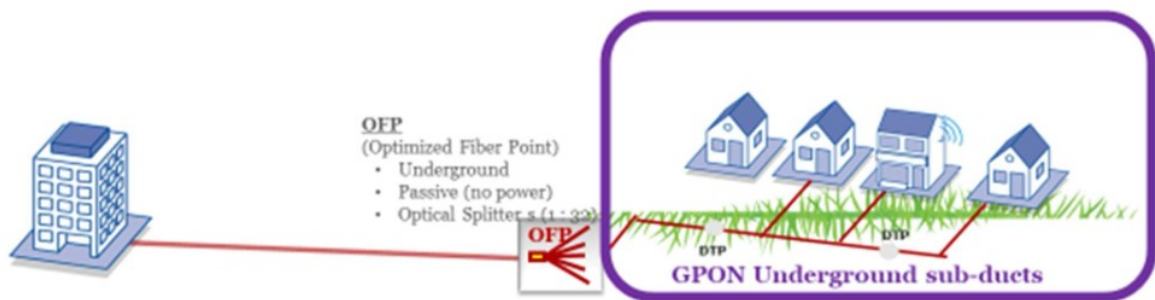 OFP
(Optimized Fiber Point)
• Underground
• Passive (no power)
• Optical Splitter s (1 : 32)
OFP
DTP
DTP
GPON Underground sub-ducts